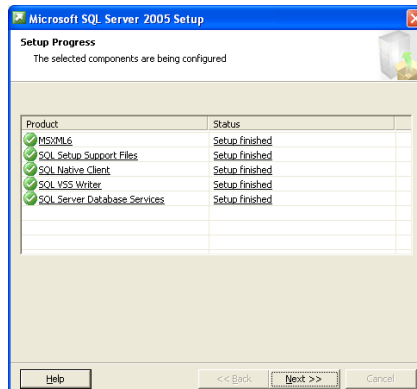 Microsoft SQL Server 2005 Setup
Setup Progress
The selected components are being configured
Product Status
MSXML6 Setup finished
SQL Setup Support Files Setup finished
SQL Native Client Setup finished
SQL VSS Writer Setup finished
SQL Server Database Services Setup finished
Help << Back Next >> Cancel